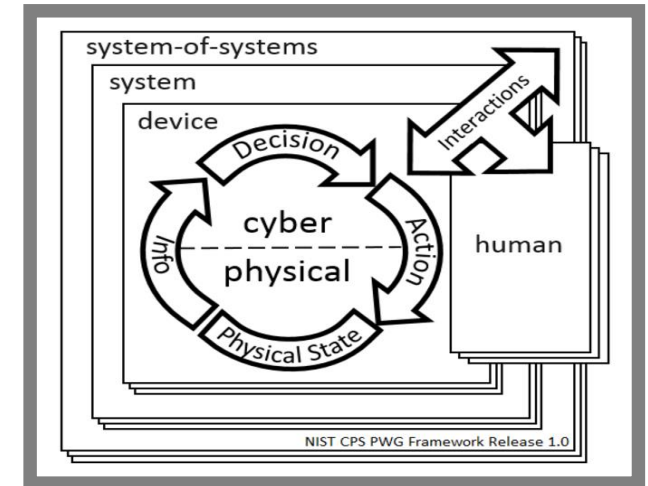 system-of-systems
system
device
Interactions
Decision
Info
cyber
physical
Action
human
Physical State
NIST CPS PWG Framework Release 1.0